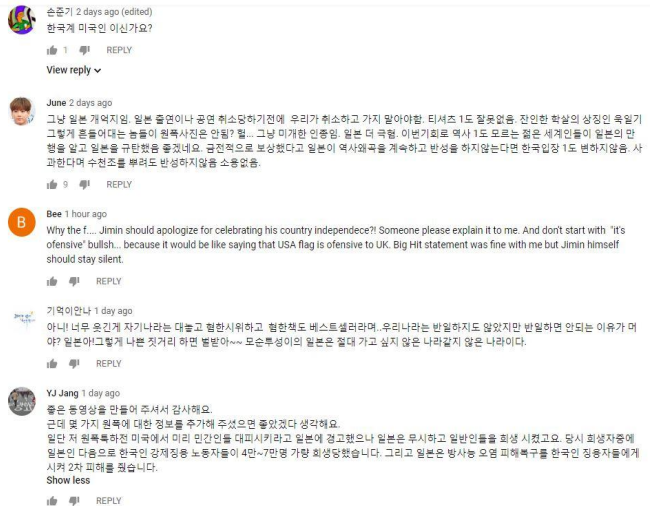 손준기 2 days ago (edited)
한국계 미국인 이신가요?
1 REPLY
View reply
June 2 days ago
그냥 일본 개억지임. 일본 출연이나 공연 취소당하기전에 우리가 취소하고 가지 말아야함. 티셔츠 1도 잘못없음. 잔인한 학살의 상징인 욱일기
그렇게 흔들어대는 놈들이 원폭사진은 안됨? 헐... 그냥 미개한 인종임. 일본 더 극혐. 이번기회로 역사 1도 모르는 젊은 세계인들이 일본의 만
행을 알고 일본을 규탄했음 좋겠네요. 금전적으로 보상했다고 일본이 역사왜곡을 계속하고 반성을 하지않는다면 한국입장 1도 변하지않음. 사
과한다며 수천조를 뿌려도 반성하지않음 소용없음.
9 REPLY
B
Bee 1 hour ago
Why the f.... Jimin should apologize for celebrating his country independece?! Someone please explain it to me. And don't start with "it's
ofensive" bullsh... because it would be like saying that USA flag is ofensive to UK. Big Hit statement was fine with me but Jimin himself
should stay silent.
REPLY
기억이안나 1 day ago
아니! 너무 웃긴게 자기나라는 대놓고 혐한시위하고 혐한책도 베스트셀러라며..우리나라는 반일하지도 않았지만 반일하면 안되는 이유가 머
야? 일본아!그렇게 나쁜 짓거리 하면 벌받아~~ 모순투성이의 일본은 절대 가고 싶지 않은 나라같지 않은 나라이다.
REPLY
YJ Jang 1 day ago
좋은 동영상을 만들어 주셔서 감사해요.
근데 몇 가지 원폭에 대한 정보를 추가해 주셨으면 좋았겠다 생각해요.
일단 저 원폭톡하전 미국에서 미리 민간인들 대피시키라고 일본에 경고했으나 일본은 무시하고 일반인들을 희생 시켰고요. 당시 희생자중에
일본인 다음으로 한국인 강제징용 노동자들이 4만~7만명 가량 희생당했습니다. 그리고 일본은 방사능 오염 피해복구를 한국인 징용자들에게
시켜 2차 피해를 줬습니다.
Show less
REPLY